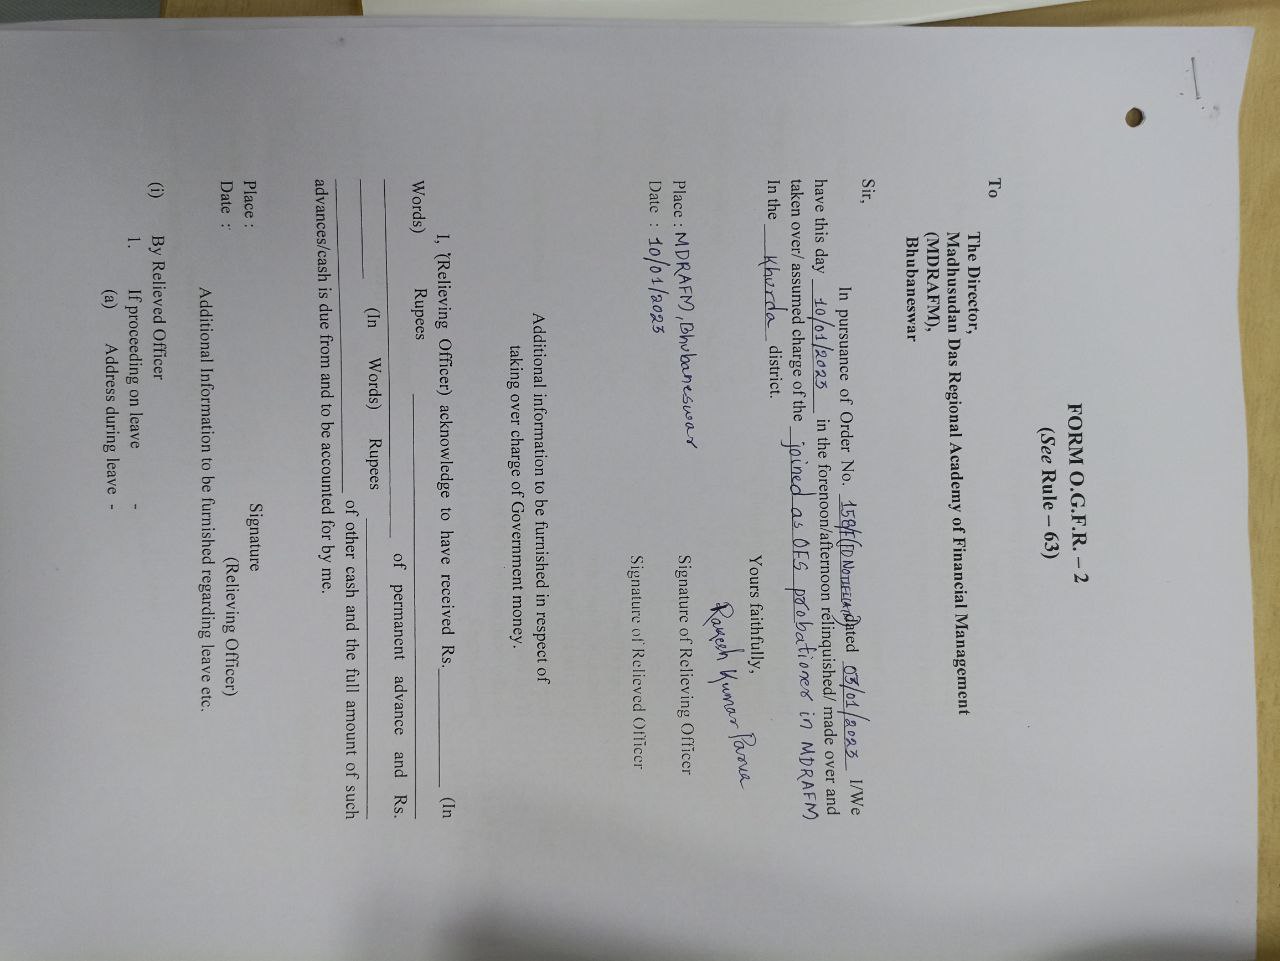 FORM O.G.F.R. – 2
(See Rule – 63)
To
The Director,
Madhusudan Das Regional Academy of Financial Management
(MDRAFM),
Bhubaneswar
Sir,
In pursuance of Order No. 158/F(FD Notification) dated 03/01/2023 I/We
have this day 10/01/2023 in the forenoon/afternoon relinquished/ made over and
taken over/ assumed charge of the joined as OFS probationer in MDRAFM
In the Khurda district.
Yours faithfully,
Rakesh Kumar Parua
Place : MDRAFM, Bhubaneswar Signature of Relieving Officer
Date : 10/01/2023
Signature of Relieved Officer
Additional information to be furnished in respect of
taking over charge of Government money.
I, (Relieving Officer) acknowledge to have received Rs. (In
Words) Rupees
of permanent advance and Rs.
(In Words) Rupees
of other cash and the full amount of such
advances/cash is due from and to be accounted for by me.
Place : Signature
Date : (Relieving Officer)
Additional Information to be furnished regarding leave etc.
(i) By Relieved Officer
1. If proceeding on leave -
(a) Address during leave -